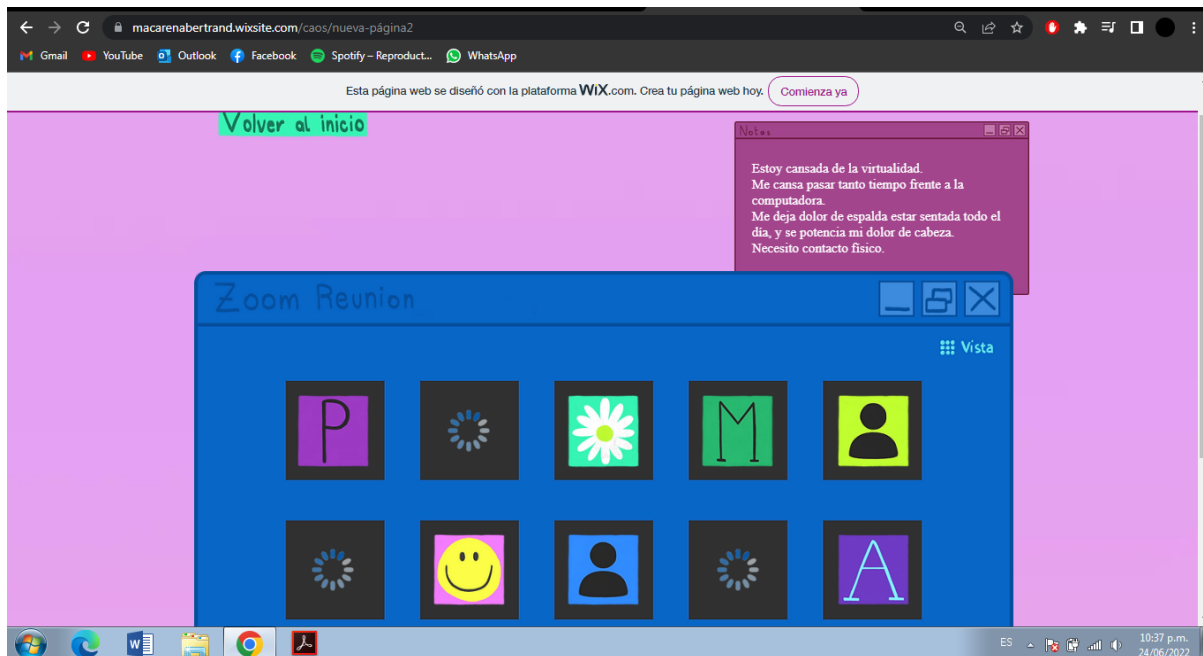 macarenabertrand.wixsite.com/caos/nueva-página2
Gmail YouTube Outlook Facebook Spotify – Reproduct... WhatsApp
Esta página web se diseñó con la plataforma WiX.com. Crea tu página web hoy. Comienza ya
Volver al inicio
Notas
Estoy cansada de la virtualidad.
Me cansa pasar tanto tiempo frente a la
computadora.
Me deja dolor de espalda estar sentada todo el
día, y se potencia mi dolor de cabeza.
Necesito contacto físico.
Zoom Reunion
Vista
P M
A
ES 10:37 p.m.
24/06/2022